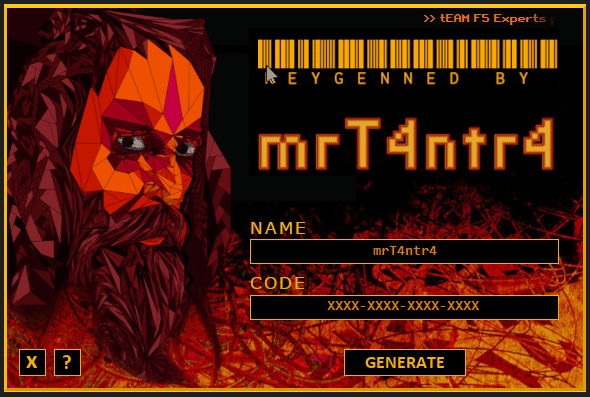 >> tEAM F5 Experts
KEYGENNED BY
mrT4ntr4
NAME
mrT4ntr4
CODE
XXXX-XXXX-XXXX-XXXX
X ? GENERATE